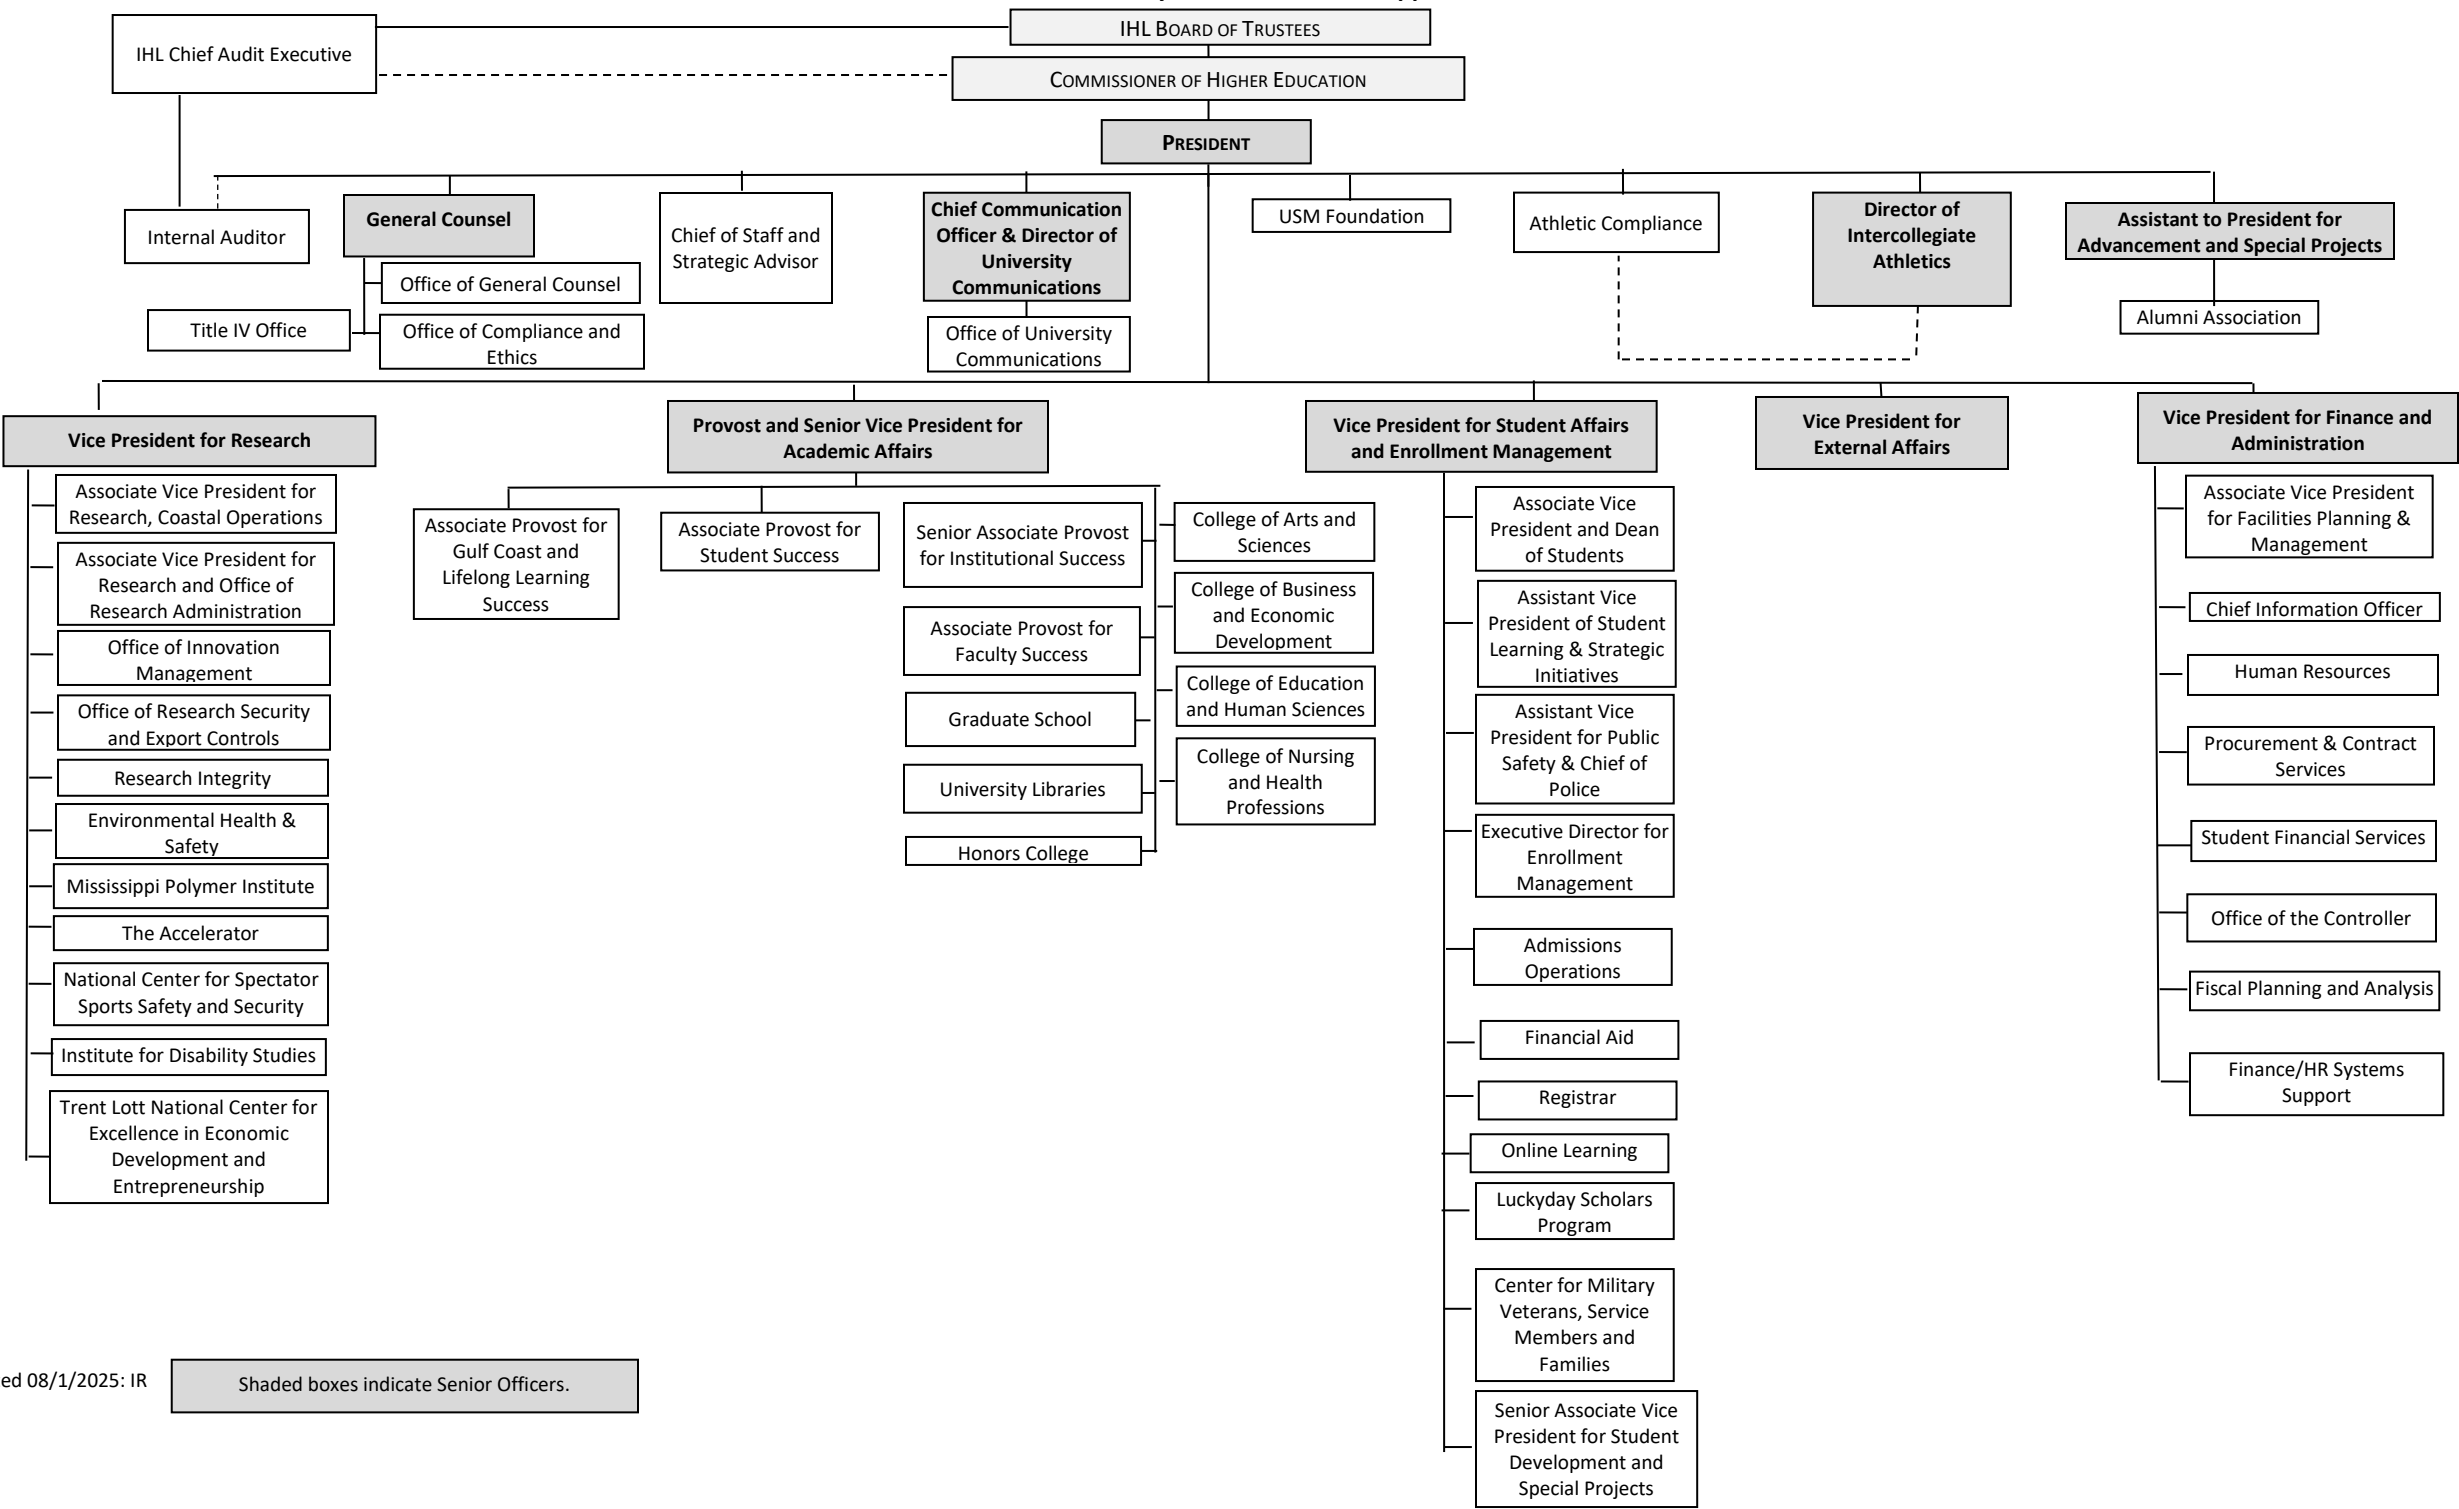 IHL BOARD OF TRUSTEES
IHL Chief Audit Executive
COMMISSIONER OF HIGHER EDUCATION
PRESIDENT
Internal Auditor
General Counsel
Office of General Counsel
Title IV Office
Office of Compliance and
Ethics
Chief of Staff and
Strategic Advisor
Chief Communication
Officer & Director of
University
Communications
Office of University
Communications
USM Foundation
Athletic Compliance
Director of
Intercollegiate
Athletics
Assistant to President for
Advancement and Special Projects
Alumni Association
Vice President for Research
Associate Vice President for
Research, Coastal Operations
Associate Vice President for
Research and Office of
Research Administration
Office of Innovation
Management
Office of Research Security
and Export Controls
Research Integrity
Environmental Health &
Safety
Mississippi Polymer Institute
The Accelerator
National Center for Spectator
Sports Safety and Security
Institute for Disability Studies
Trent Lott National Center for
Excellence in Economic
Development and
Entrepreneurship
Provost and Senior Vice President for
Academic Affairs
Associate Provost for
Gulf Coast and
Lifelong Learning
Success
Associate Provost for
Student Success
Senior Associate Provost
for Institutional Success
Associate Provost for
Faculty Success
Graduate School
University Libraries
Honors College
College of Arts and
Sciences
College of Business
and Economic
Development
College of Education
and Human Sciences
College of Nursing
and Health
Professions
Vice President for Student Affairs
and Enrollment Management
Associate Vice
President and Dean
of Students
Assistant Vice
President of Student
Learning & Strategic
Initiatives
Assistant Vice
President for Public
Safety & Chief of
Police
Executive Director for
Enrollment
Management
Admissions
Operations
Financial Aid
Registrar
Online Learning
Luckyday Scholars
Program
Center for Military
Veterans, Service
Members and
Families
Senior Associate Vice
President for Student
Development and
Special Projects
Vice President for
External Affairs
Vice President for Finance and
Administration
Associate Vice President
for Facilities Planning &
Management
Chief Information Officer
Human Resources
Procurement & Contract
Services
Student Financial Services
Office of the Controller
Fiscal Planning and Analysis
Finance/HR Systems
Support
ed 08/1/2025: IR
Shaded boxes indicate Senior Officers.